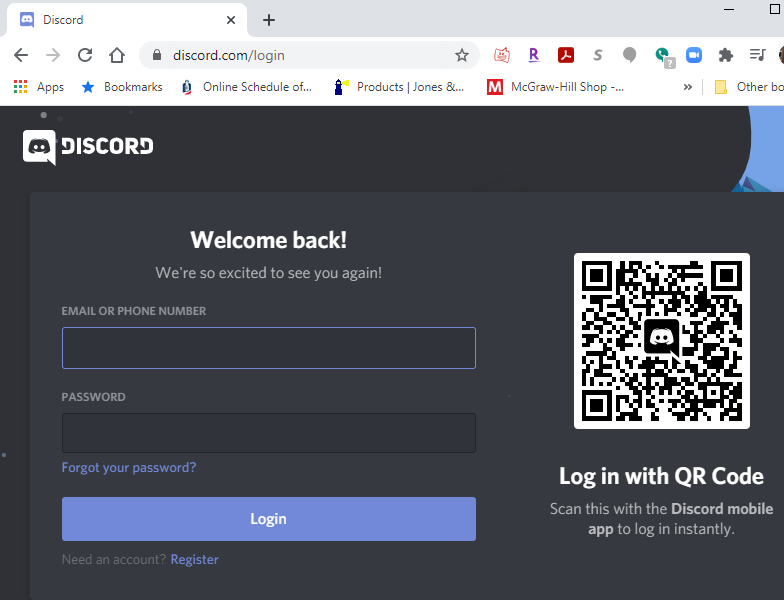 Discord
discord.com/login
Apps
Bookmarks
Online Schedule of...
Products | Jones &...
McGraw-Hill Shop -...
»
Other bo
DISCORD
Welcome back!
We're so excited to see you again!
EMAIL OR PHONE NUMBER
PASSWORD
Forgot your password?
Login
Need an account? Register
Log in with QR Code
Scan this with the Discord mobile
app to log in instantly.
R
S
?
M